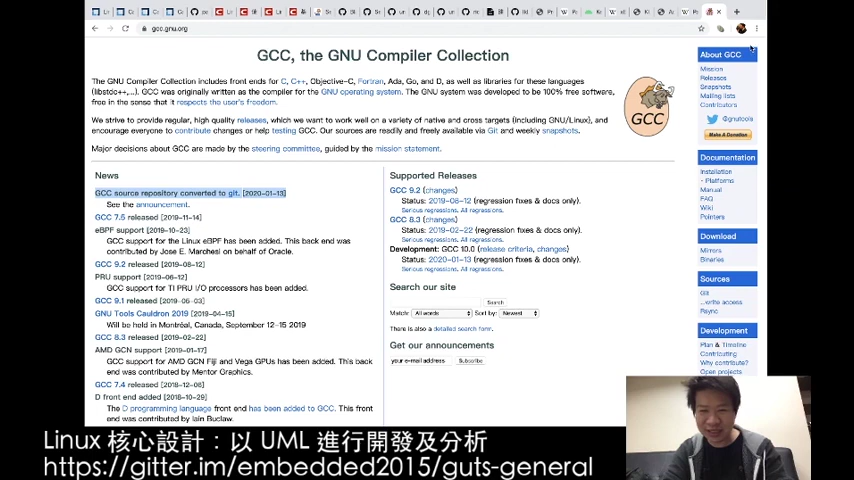 gcc.gnu.org
GCC, the GNU Compiler Collection
The GNU Compiler Collection includes front ends for C, C++, Objective-C, Fortran, Ada, Go, and D, as well as libraries for these languages
(libstdc++,...). GCC was originally written as the compiler for the GNU operating system. The GNU system was developed to be 100% free software,
free in the sense that it respects the user's freedom.
We strive to provide regular, high quality releases, which we want to work well on a variety of native and cross targets (including GNU/Linux), and
encourage everyone to contribute changes or help testing GCC. Our sources are readily and freely available via Git and weekly snapshots.
Major decisions about GCC are made by the steering committee, guided by the mission statement.
GCC
News
GCC source repository converted to git. [2020-01-13]
See the announcement.
GCC 7.5 released [2019-11-14]
eBPF support [2019-10-23]
GCC support for the Linux eBPF has been added. This back end was
contributed by Jose E. Marchesi on behalf of Oracle.
GCC 9.2 released [2019-08-12]
PRU support [2019-06-12]
GCC support for TI PRU I/O processors has been added.
GCC 9.1 released [2019-05-03]
GNU Tools Cauldron 2019 [2019-04-15]
Will be held in Montréal, Canada, September 12-15 2019
GCC 8.3 released [2019-02-22]
AMD GCN support [2019-01-17]
GCC support for AMD GCN Fiji and Vega GPUs has been added. This back
end was contributed by Mentor Graphics.
GCC 7.4 released [2018-12-06]
D front end added [2018-10-29]
The D programming language front end has been added to GCC. This front
end was contributed by Iain Buclaw.
Supported Releases
GCC 9.2 (changes)
Status: 2019-08-12 (regression fixes & docs only).
Serious regressions. All regressions.
GCC 8.3 (changes)
Status: 2019-02-22 (regression fixes & docs only).
Serious regressions. All regressions.
Development: GCC 10.0 (release criteria, changes)
Status: 2020-01-13 (regression fixes & docs only).
Serious regressions. All regressions.
Search our site
Search
Match: All words Sort by: Newest
There is also a detailed search form.
Get our announcements
your e-mail address Subscribe
About GCC
Mission
Releases
Snapshots
Mailing lists
Contributors
@gnutools
Make A Donation
Documentation
Installation
· Platforms
Manual
FAQ
Wiki
Pointers
Download
Mirrors
Binaries
Sources
Git
...write access
Rsync
Development
Plan & Timeline
Contributing
Why contribute?
Open projects
Linux 核心設計：以 UML 進行開發及分析
https://gitter.im/embedded2015/guts-general